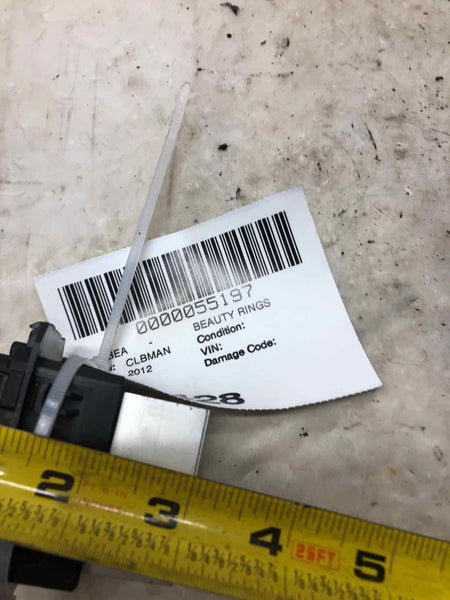 0000055197
BEA - BEAUTY RINGS
CLBMAN Condition:
2012 VIN:
Damage Code:
28
2 3 4 25FT 5